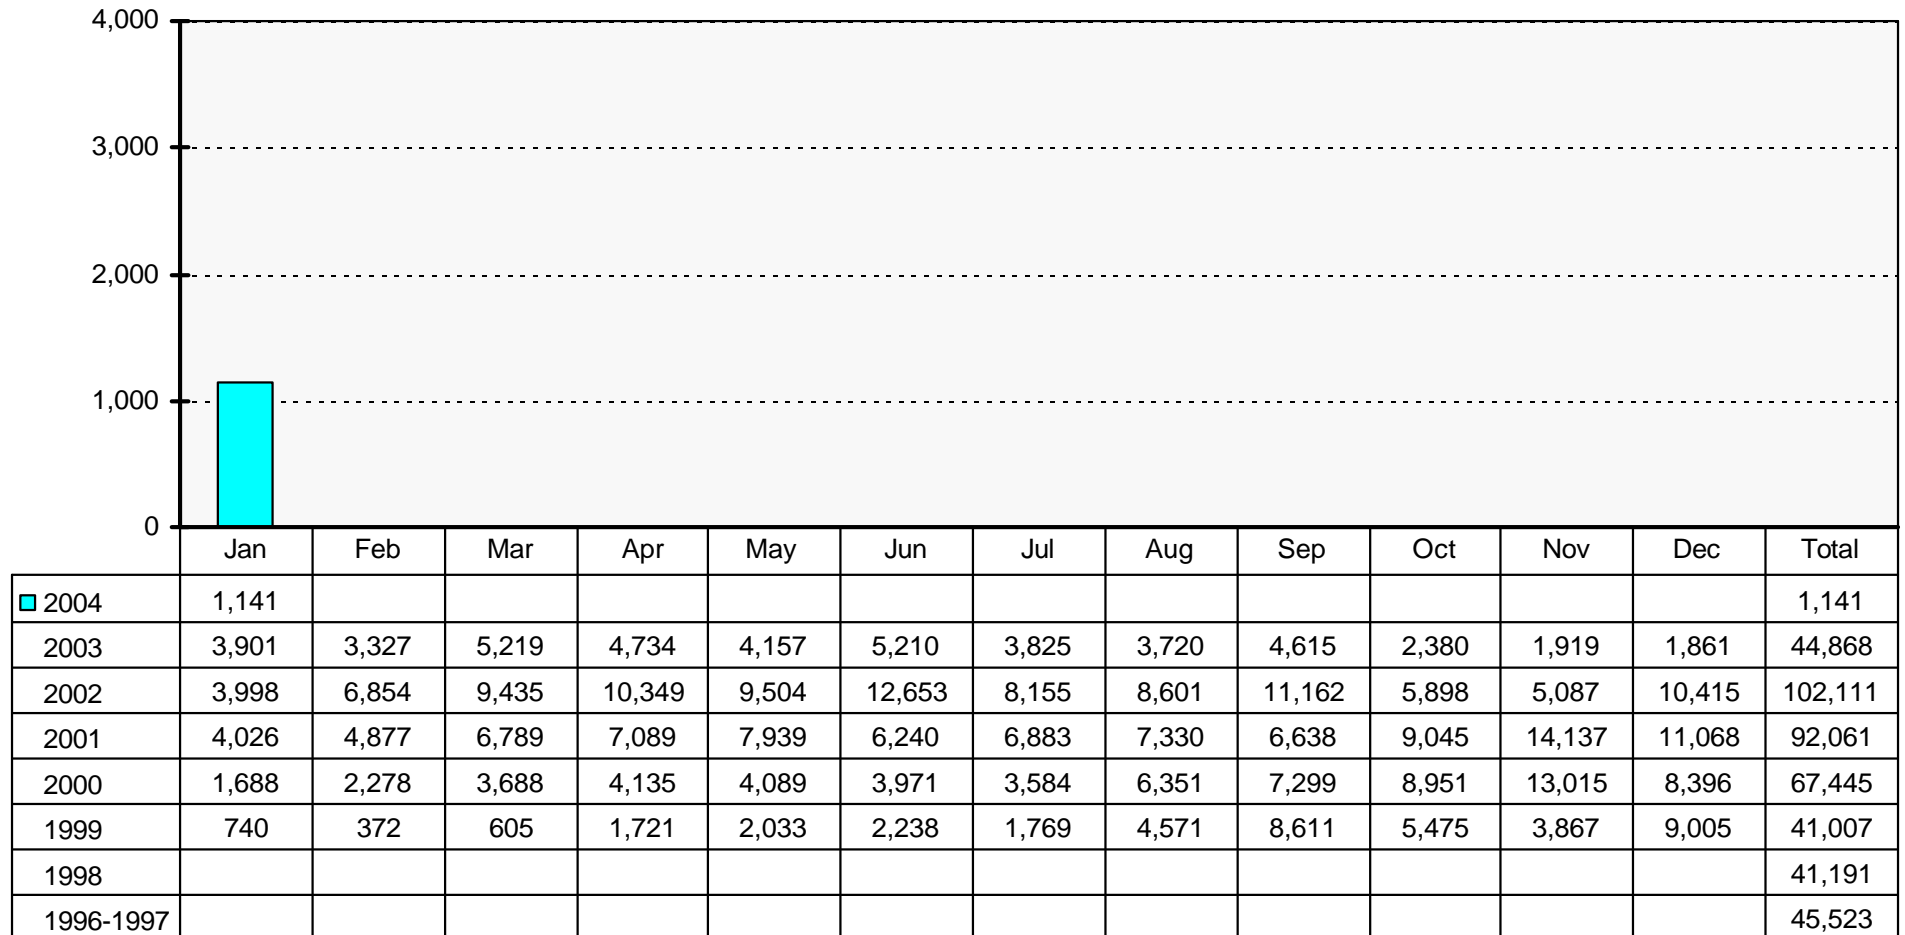 4,000
3,000
2,000
1,000
0
Jan Feb Mar Apr May Jun Jul Aug Sep Oct Nov Dec Total
2004 1,141 1,141
2003 3,901 3,327 5,219 4,734 4,157 5,210 3,825 3,720 4,615 2,380 1,919 1,861 44,868
2002 3,998 6,854 9,435 10,349 9,504 12,653 8,155 8,601 11,162 5,898 5,087 10,415 102,111
2001 4,026 4,877 6,789 7,089 7,939 6,240 6,883 7,330 6,638 9,045 14,137 11,068 92,061
2000 1,688 2,278 3,688 4,135 4,089 3,971 3,584 6,351 7,299 8,951 13,015 8,396 67,445
1999 740 372 605 1,721 2,033 2,238 1,769 4,571 8,611 5,475 3,867 9,005 41,007
1998 41,191
1996-1997 45,523